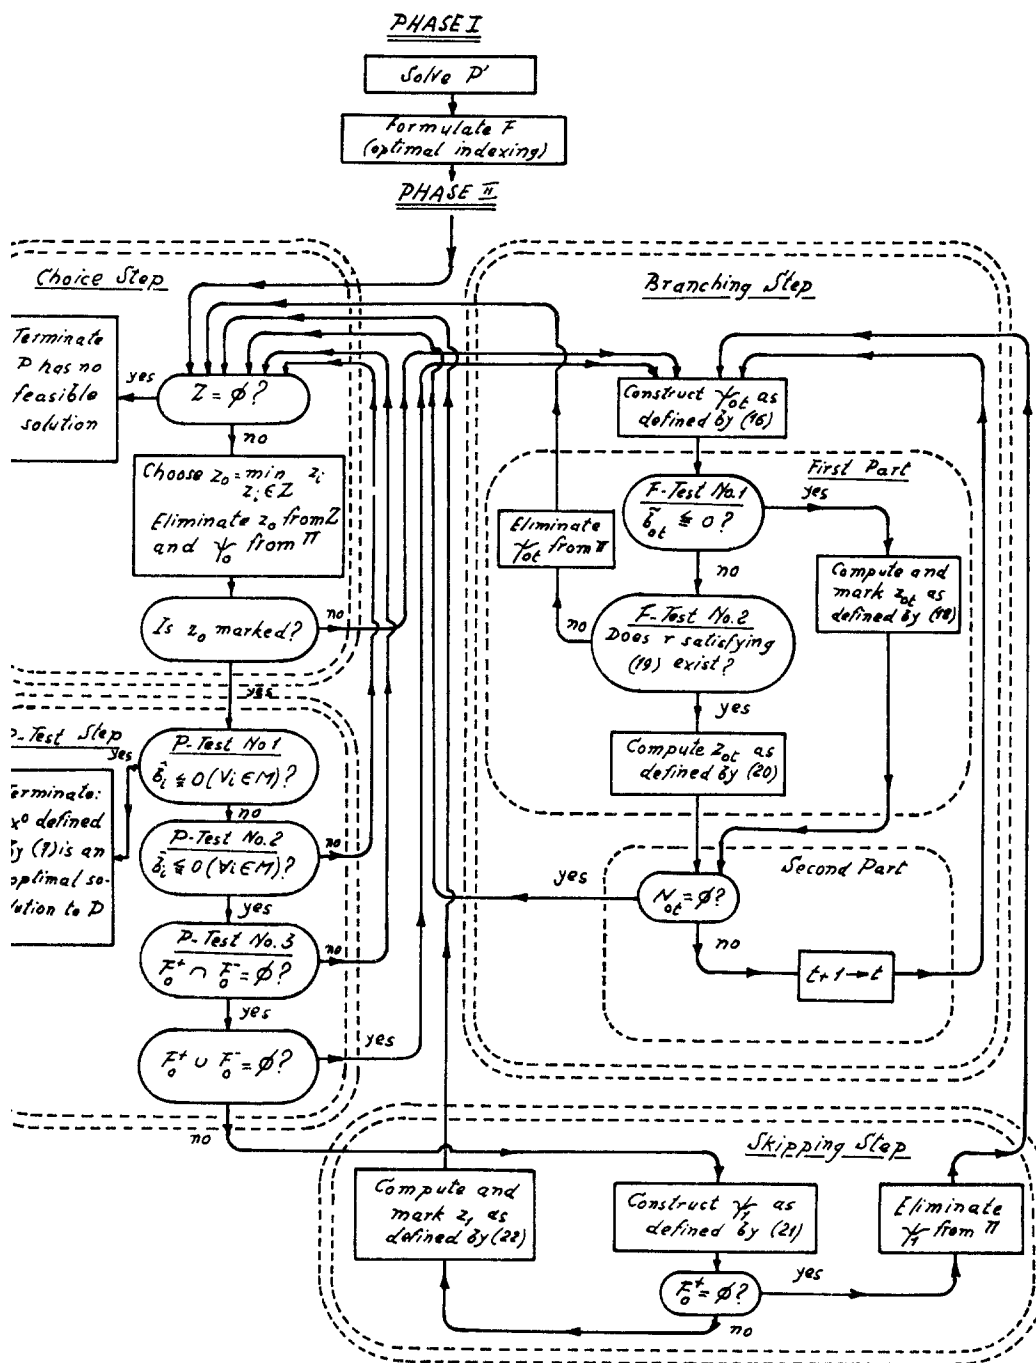 PHASE I
Solve P'
Formulate F
(optimal indexing)
PHASE II
Choice Step
Terminate
P has no
feasible
solution
yes
Z = ϕ?
no
Choose z₀ = min zᵢ
zᵢ ∈ Z
Eliminate z₀ from Z
and ψ₀ from Π
Is z₀ marked?
no
yes
P-Test Step
yes
Terminate:
x⁰ defined
by (7) is an
optimal so-
lution to P
P-Test No 1
b̃ᵢ ≦ 0 (∀i ∈ M)?
no
P-Test No. 2
b̃ᵢ ≦ 0 (∀i ∈ M)?
no
yes
P-Test No. 3
F₀⁺ ∩ F₀⁻ = ϕ?
no
yes
F₀⁺ ∪ F₀⁻ = ϕ?
yes
no
Branching Step
Construct ψ₀ₜ as
defined by (16)
First Part
F-Test No. 1
b̃₀ₜ ≦ 0?
yes
no
Eliminate
ψ₀ₜ from Π
Compute and
mark z₀ₜ as
defined by (18)
F-Test No. 2
Does r satisfying
(19) exist?
no
yes
Compute z₀ₜ as
defined by (20)
Second Part
N₀ₜ = ϕ?
yes
no
t+1 → t
Skipping Step
Compute and
mark z₁ as
defined by (22)
Construct ψ₁ as
defined by (21)
Eliminate
ψ₁ from Π
F₀⁺ = ϕ?
yes
no